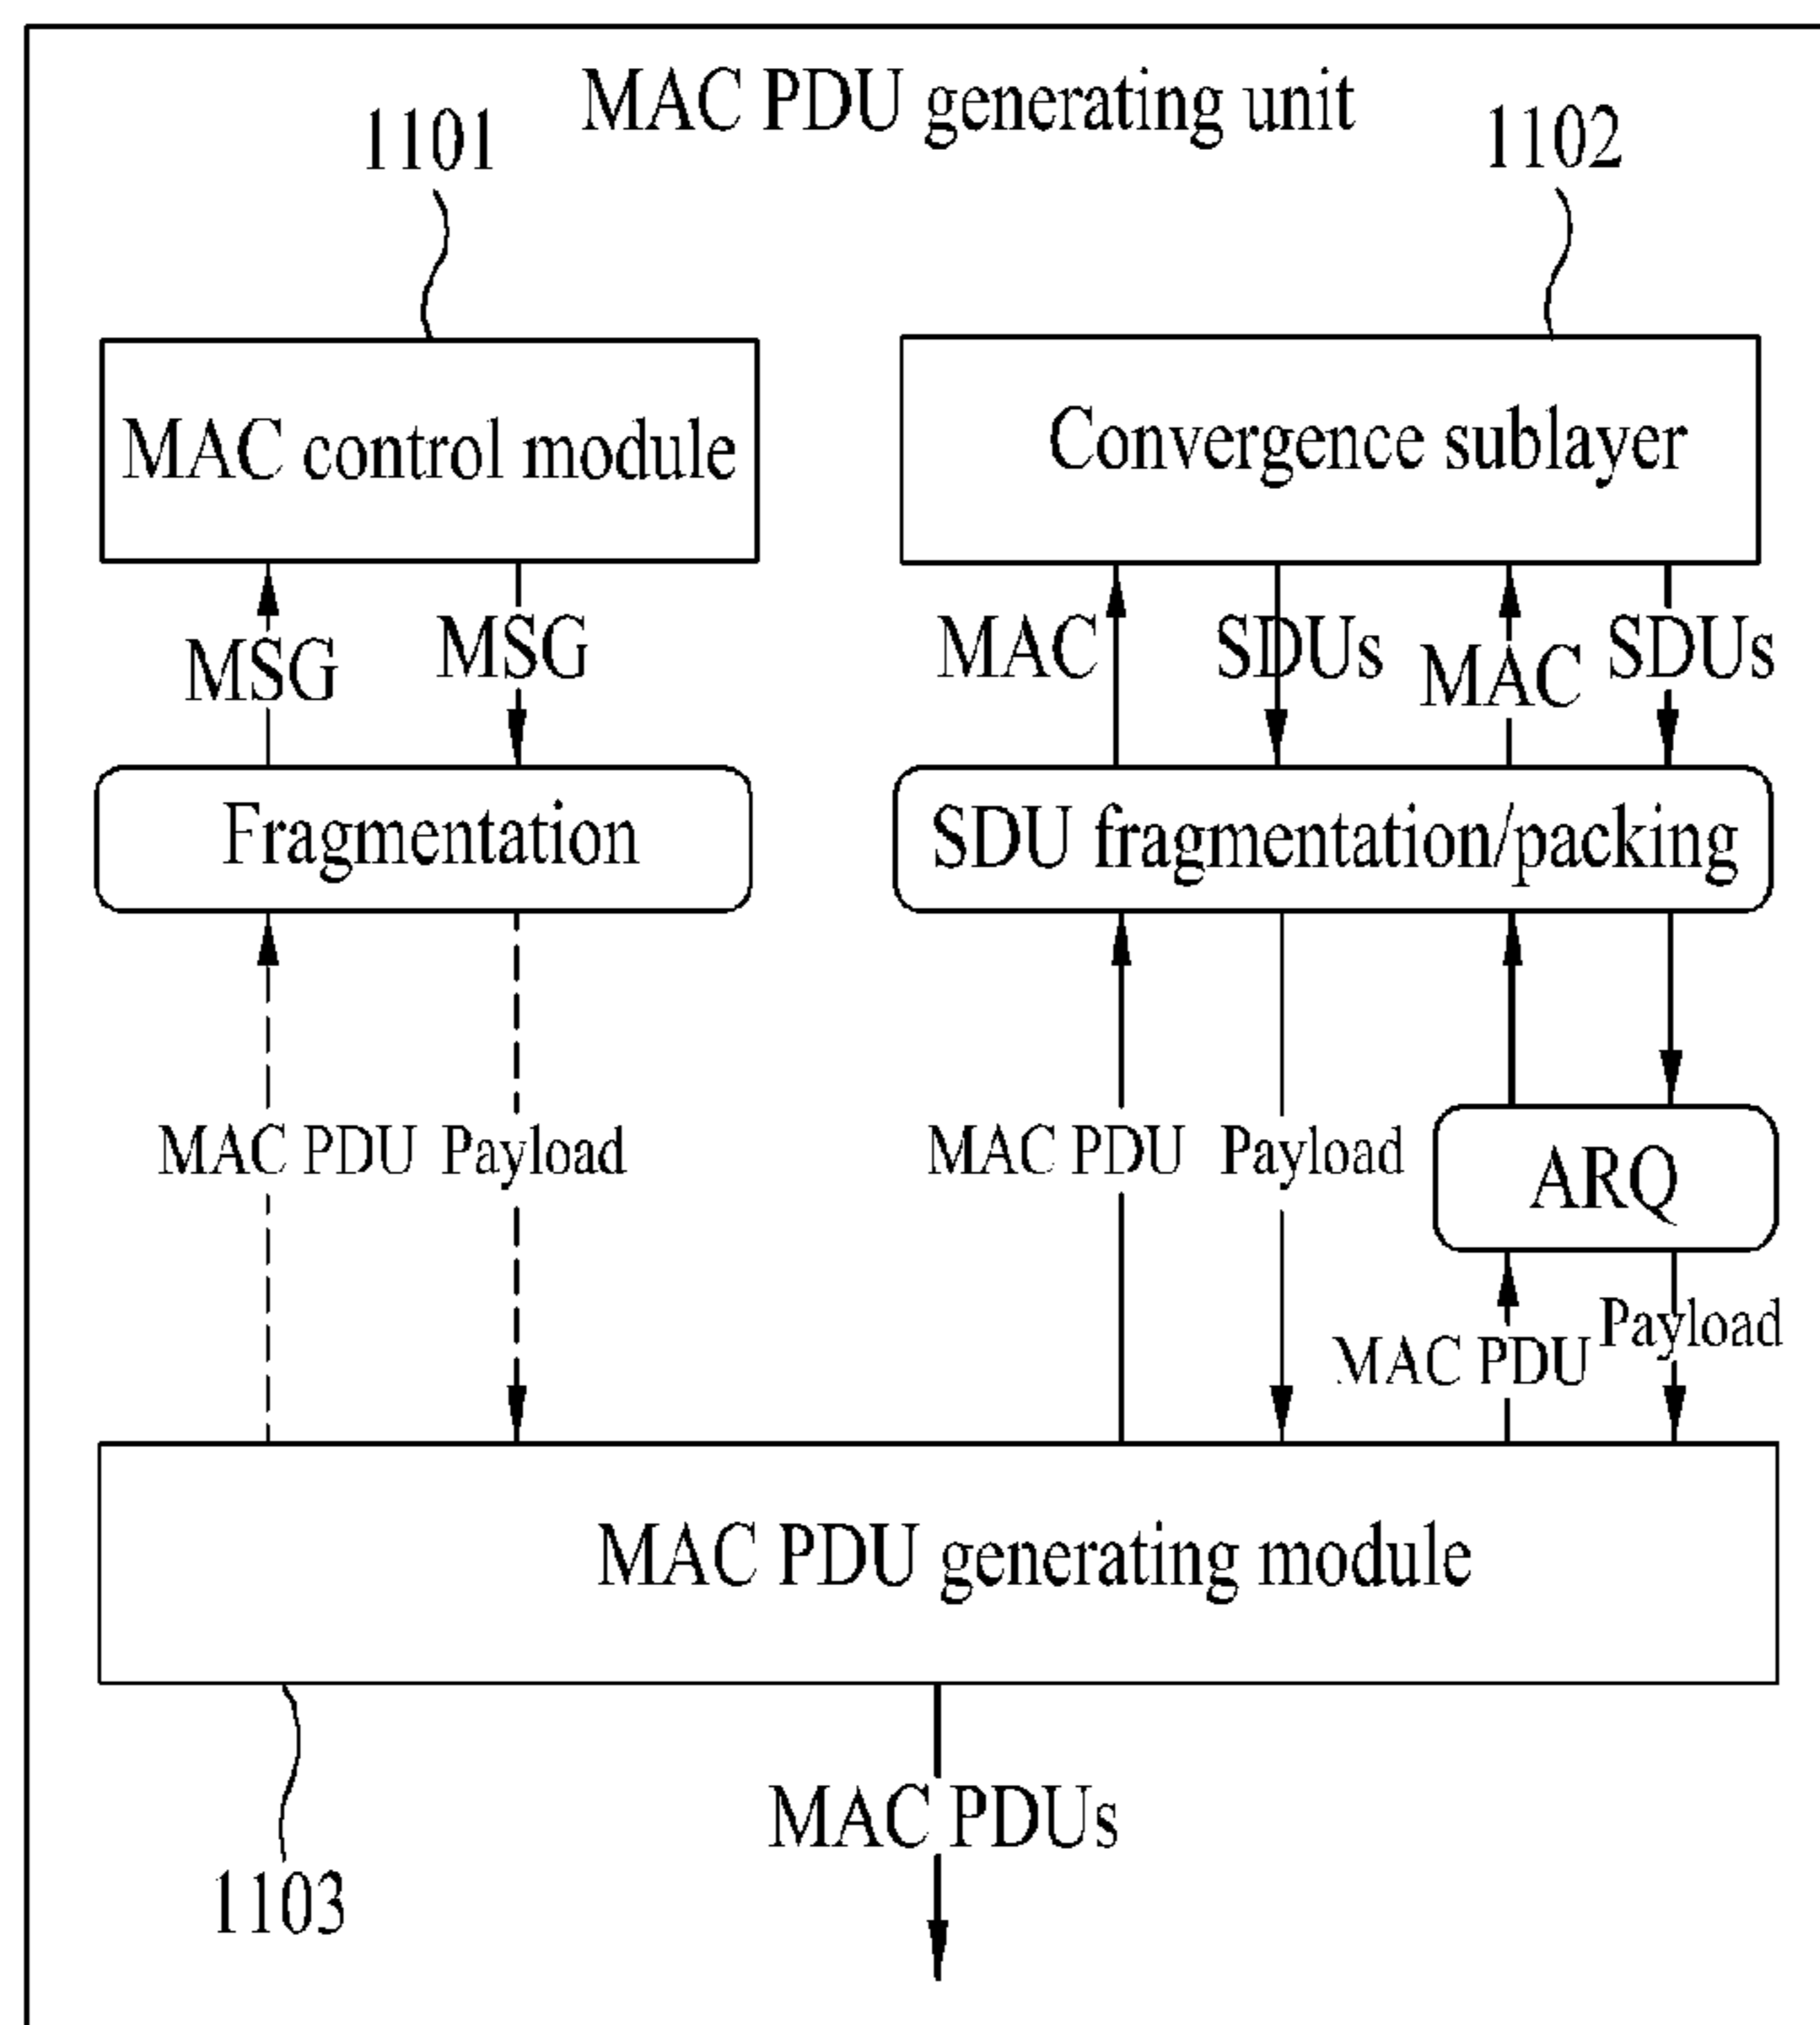 MAC PDU generating unit
1101
1102
MAC control module
Convergence sublayer
MSG
MSG
MAC
SDUs
MAC
SDUs
Fragmentation
SDU fragmentation/packing
MAC PDU Payload
MAC PDU Payload
ARQ
MAC PDU Payload
MAC PDU generating module
MAC PDUs
1103